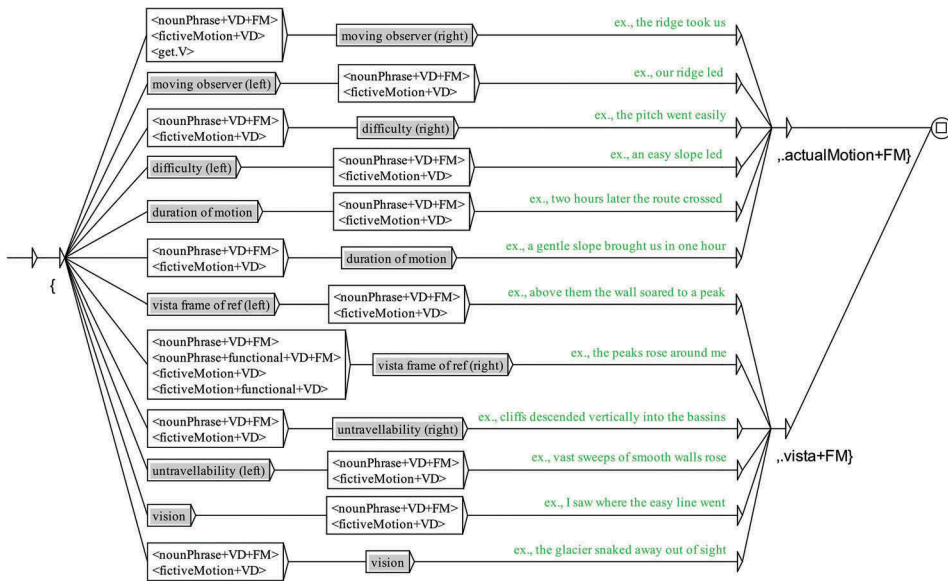 <nounPhrase+VD+FM>
<fictiveMotion+VD>
<get.V>
moving observer (right)
ex., the ridge took us
moving observer (left)
<nounPhrase+VD+FM>
<fictiveMotion+VD>
ex., our ridge led
<nounPhrase+VD+FM>
<fictiveMotion+VD>
difficulty (right)
ex., the pitch went easily
,.actualMotion+FM}
difficulty (left)
<nounPhrase+VD+FM>
<fictiveMotion+VD>
ex., an easy slope led
duration of motion
<nounPhrase+VD+FM>
<fictiveMotion+VD>
ex., two hours later the route crossed
<nounPhrase+VD+FM>
<fictiveMotion+VD>
duration of motion
ex., a gentle slope brought us in one hour
{
vista frame of ref (left)
<nounPhrase+VD+FM>
<fictiveMotion+VD>
ex., above them the wall soared to a peak
<nounPhrase+VD+FM>
<nounPhrase+functional+VD+FM>
<fictiveMotion+VD>
<fictiveMotion+functional+VD>
vista frame of ref (right)
ex., the peaks rose around me
<nounPhrase+VD+FM>
<fictiveMotion+VD>
untravellability (right)
ex., cliffs descended vertically into the bassins
,.vista+FM}
untravellability (left)
<nounPhrase+VD+FM>
<fictiveMotion+VD>
ex., vast sweeps of smooth walls rose
vision
<nounPhrase+VD+FM>
<fictiveMotion+VD>
ex., I saw where the easy line went
<nounPhrase+VD+FM>
<fictiveMotion+VD>
vision
ex., the glacier snaked away out of sight